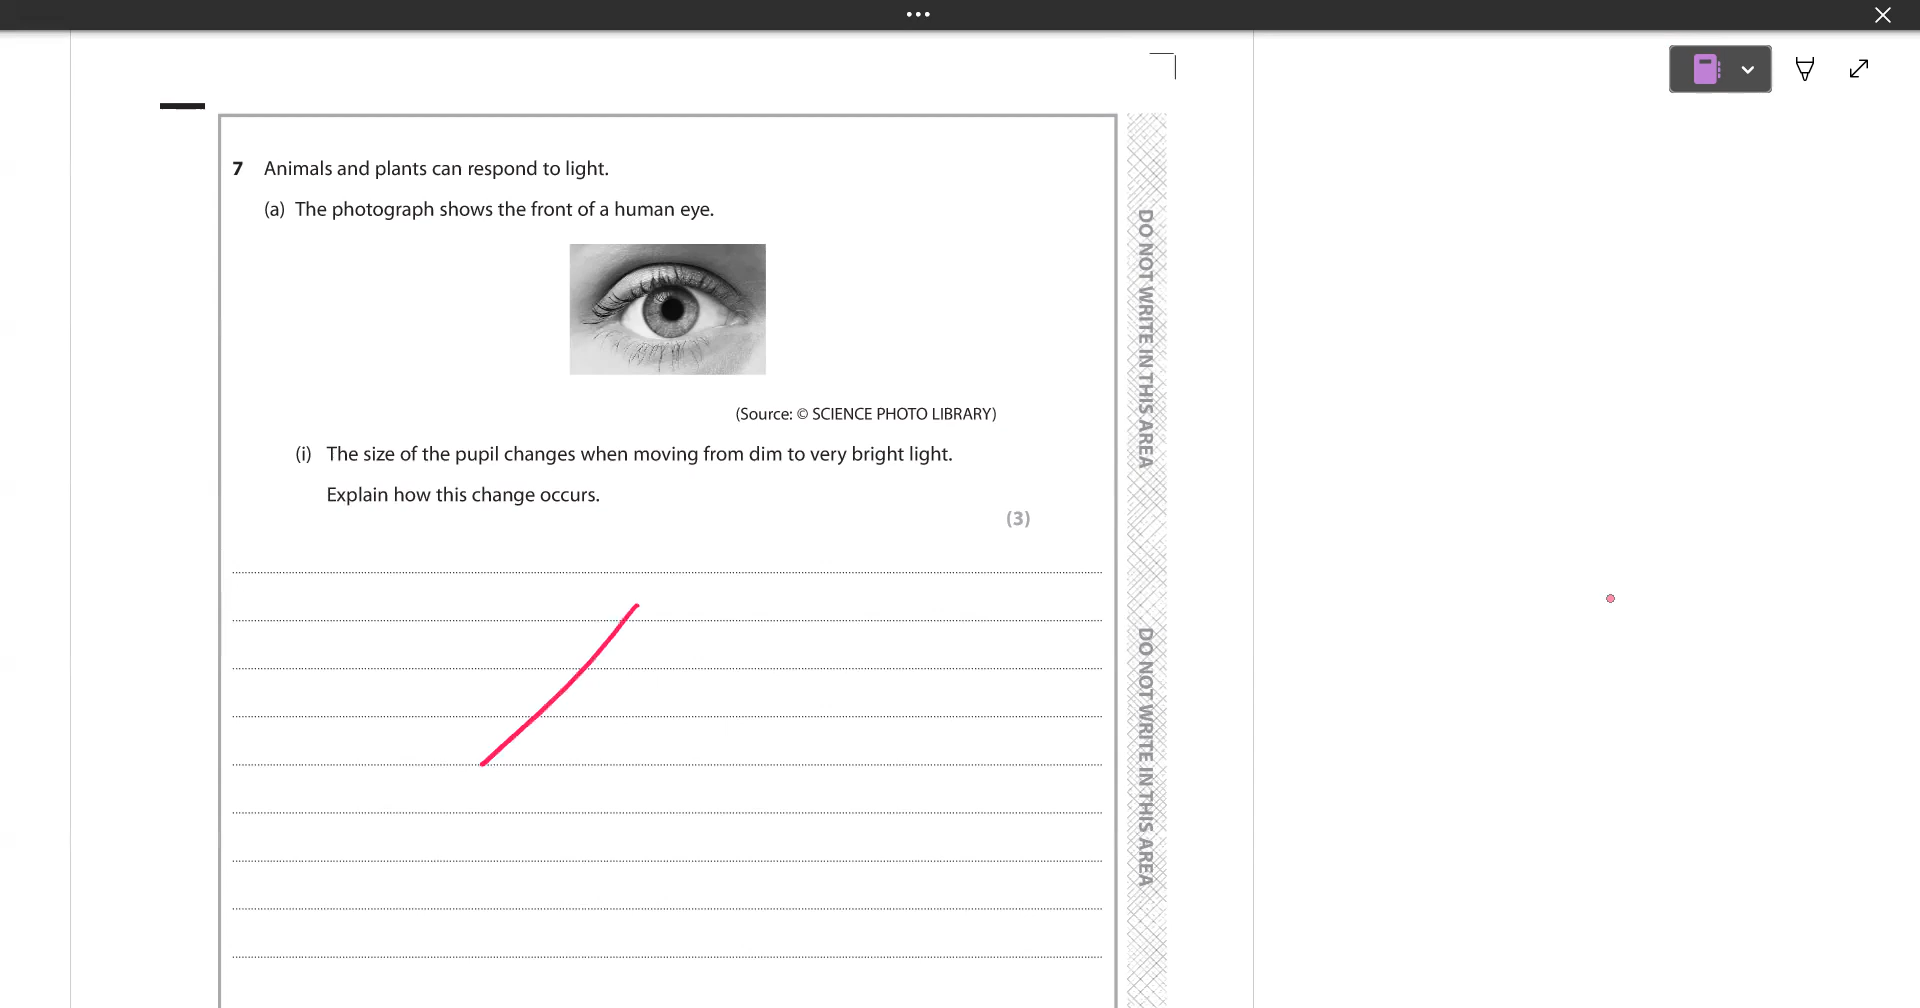 7 Animals and plants can respond to light.
(a) The photograph shows the front of a human eye.
(Source: © SCIENCE PHOTO LIBRARY)
(i) The size of the pupil changes when moving from dim to very bright light.
Explain how this change occurs.
(3)
DO NOT WRITE IN THIS AREA
DO NOT WRITE IN THIS AREA